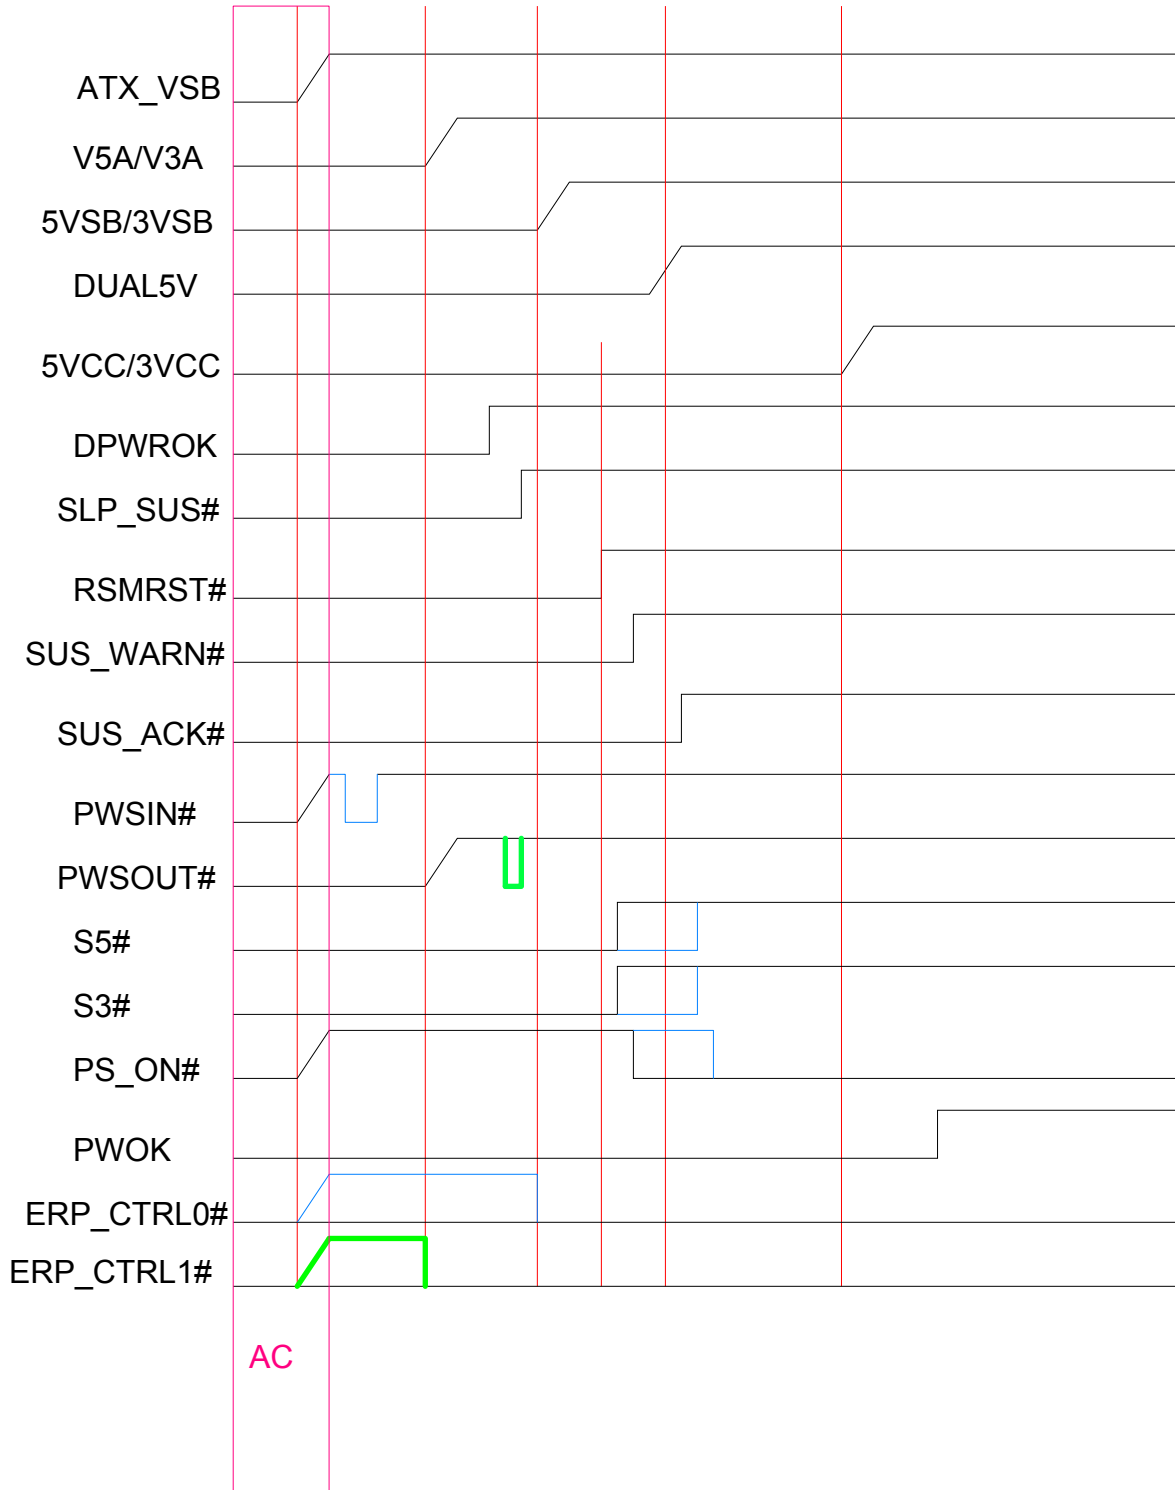 ATX_VSB
V5A/V3A
5VSB/3VSB
DUAL5V
5VCC/3VCC
DPWROK
SLP_SUS#
RSMRST#
SUS_WARN#
SUS_ACK#
PWSIN#
PWSOUT#
S5#
S3#
PS_ON#
PWOK
ERP_CTRL0#
ERP_CTRL1#
AC